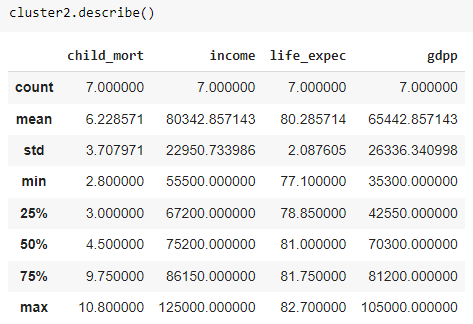 cluster2.describe()
child_mort income life_expec gdpp
count 7.000000 7.000000 7.000000 7.000000
mean 6.228571 80342.857143 80.285714 65442.857143
std 3.707971 22950.733986 2.087605 26336.340998
min 2.800000 55500.000000 77.100000 35300.000000
25% 3.000000 67200.000000 78.850000 42550.000000
50% 4.500000 75200.000000 81.000000 70300.000000
75% 9.750000 86150.000000 81.750000 81200.000000
max 10.800000 125000.000000 82.700000 105000.000000